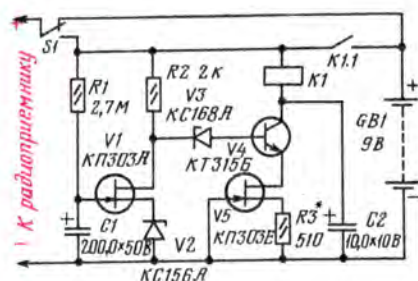 К радиоприемнику
S1
R1
2,7М
R2 2к
V3
КС168А
K1
K1.1
GB1
9В
V1
КП303А
V4
КТ315Б
C1
200,0×50В
V2
КС156А
V5
КП303Е
R3*
510
C2
10,0×10В